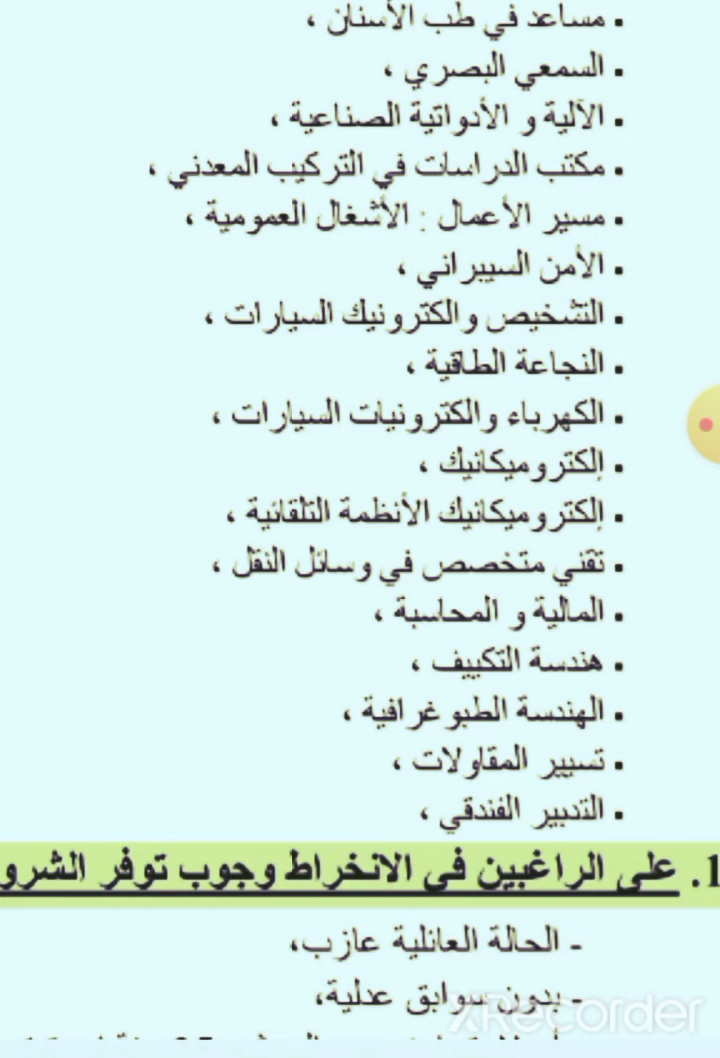 ▪ مساعد في طب الأسنان ،
▪ السمعي البصري ،
▪ الآلية و الأدواتية الصناعية ،
▪ مكتب الدراسات في التركيب المعدني ،
▪ مسير الأعمال : الأشغال العمومية ،
▪ الأمن السيبراني ،
▪ التشخيص والكترونيك السيارات ،
▪ النجاعة الطاقية ،
▪ الكهرباء والكترونيات السيارات ،
▪ إلكتروميكانيك ،
▪ إلكتروميكانيك الأنظمة التلقائية ،
▪ تقني متخصص في وسائل النقل ،
▪ المالية و المحاسبة ،
▪ هندسة التكييف ،
▪ الهندسة الطبوغرافية ،
▪ تسيير المقاولات ،
▪ التدبير الفندقي ،
1. على الراغبين في الانخراط وجوب توفر الشرو
- الحالة العائلية عازب،
- بدون سوابق عدلية،
XRecorder